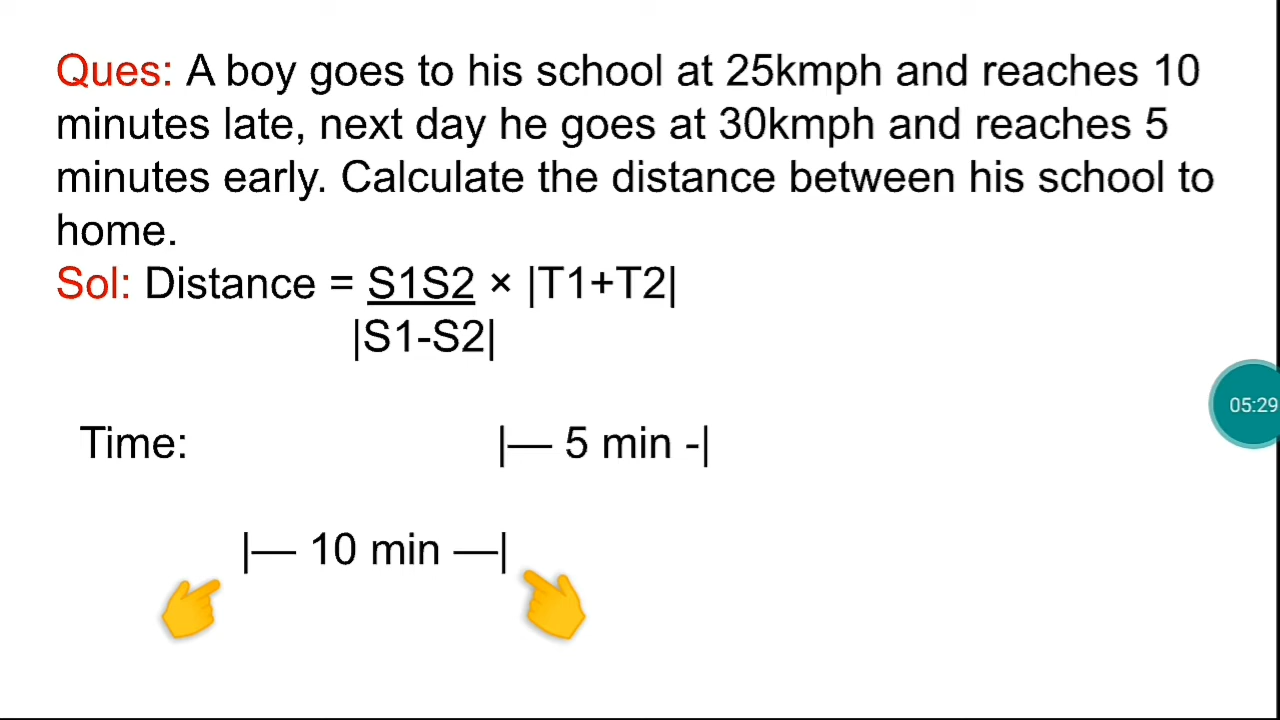 Ques: A boy goes to his school at 25kmph and reaches 10
minutes late, next day he goes at 30kmph and reaches 5
minutes early. Calculate the distance between his school to
home.
Sol: Distance = S1S2 × |T1+T2|
|S1-S2|
Time: |— 5 min -|
|— 10 min —|
05:29